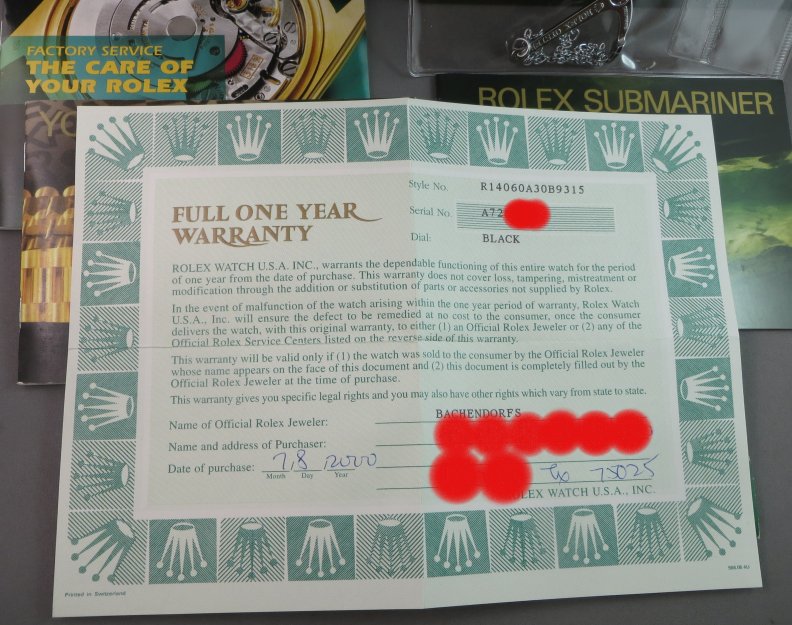 FACTORY SERVICE
THE CARE OF
YOUR ROLEX
YO
ROLEX SUBMARINER
Style No. R14060A30B9315
Serial No. A72
Dial: BLACK
FULL ONE YEAR
WARRANTY
ROLEX WATCH U.S.A. INC., warrants the dependable functioning of this entire watch for the period
of one year from the date of purchase. This warranty does not cover loss, tampering, mistreatment or
modification through the addition or substitution of parts or accessories not supplied by Rolex.
In the event of malfunction of the watch arising within the one year period of warranty, Rolex Watch
U.S.A., Inc. will ensure the defect to be remedied at no cost to the consumer, once the consumer
delivers the watch, with this original warranty, to either (1) an Official Rolex Jeweler or (2) any of the
Official Rolex Service Centers listed on the reverse side of this warranty.
This warranty will be valid only if (1) the watch was sold to the consumer by the Official Rolex Jeweler
whose name appears on the face of this document and (2) this document is completely filled out by the
Official Rolex Jeweler at the time of purchase.
This warranty gives you specific legal rights and you may also have other rights which vary from state to state.
Name of Official Rolex Jeweler: BACHENDORFS
Name and address of Purchaser:
Date of purchase: 7 8 2000 Tx 75025
Month Day Year
ROLEX WATCH U.S.A., INC.
Printed in Switzerland